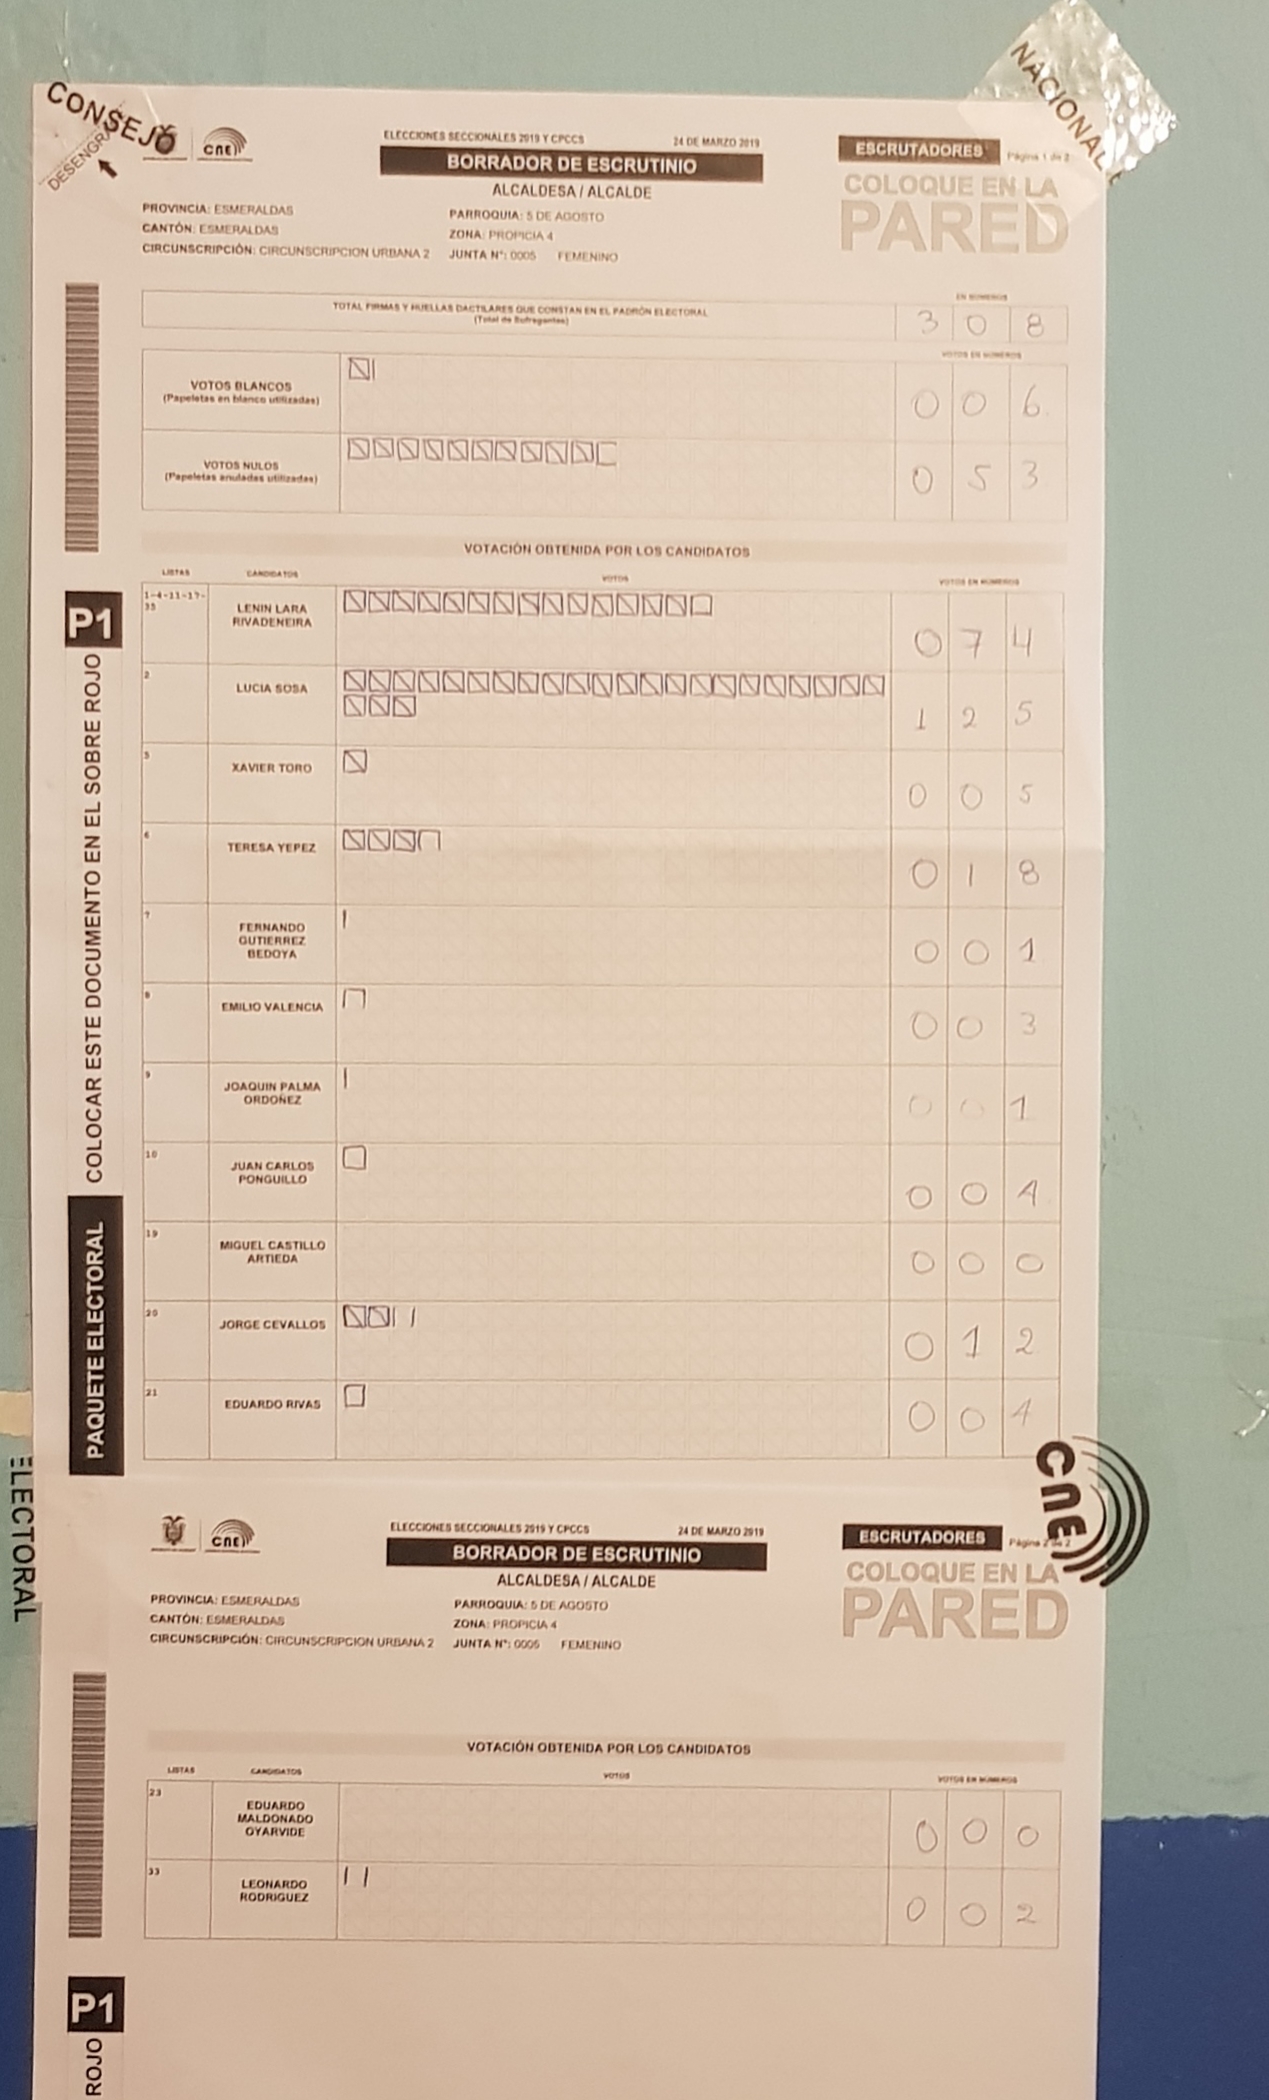 CONSEJO
NACIONAL
DESENGRA
CNE
ELECCIONES SECCIONALES 2019 Y CPCCS 24 DE MARZO 2019
BORRADOR DE ESCRUTINIO
ALCALDESA / ALCALDE
ESCRUTADORES Página 1 de 2
COLOQUE EN LA
PARED
PROVINCIA: ESMERALDAS PARROQUIA: 5 DE AGOSTO
CANTÓN: ESMERALDAS ZONA: PROPICIA 4
CIRCUNSCRIPCIÓN: CIRCUNSCRIPCION URBANA 2 JUNTA N°: 0005 FEMENINO
EN NÚMEROS
TOTAL FIRMAS Y HUELLAS DACTILARES QUE CONSTAN EN EL PADRÓN ELECTORAL
(Total de Sufragantes)
3 0 8
VOTOS EN NÚMEROS
VOTOS BLANCOS
(Papeletas en blanco utilizadas)
0 0 6
VOTOS NULOS
(Papeletas anuladas utilizadas)
0 5 3
VOTACIÓN OBTENIDA POR LOS CANDIDATOS
LISTAS CANDIDATOS VOTOS VOTOS EN NÚMEROS
1-4-11-17-
33
LENIN LARA
RIVADENEIRA
0 7 4
2 LUCIA SOSA 1 2 5
XAVIER TORO 0 0 5
6 TERESA YEPEZ 0 1 8
7 FERNANDO
GUTIERREZ
BEDOYA
0 0 1
EMILIO VALENCIA 0 0 3
9 JOAQUIN PALMA
ORDOÑEZ
0 0 1
10 JUAN CARLOS
PONGUILLO
0 0 4
19 MIGUEL CASTILLO
ARTIEDA
0 0 0
20 JORGE CEVALLOS 0 1 2
21 EDUARDO RIVAS 0 0 4
P1
COLOCAR ESTE DOCUMENTO EN EL SOBRE ROJO
PAQUETE ELECTORAL
ELECTORAL
CNE
CNE
ELECCIONES SECCIONALES 2019 Y CPCCS 24 DE MARZO 2019
BORRADOR DE ESCRUTINIO
ALCALDESA / ALCALDE
ESCRUTADORES Página 2 de 2
COLOQUE EN LA
PARED
PROVINCIA: ESMERALDAS PARROQUIA: 5 DE AGOSTO
CANTÓN: ESMERALDAS ZONA: PROPICIA 4
CIRCUNSCRIPCIÓN: CIRCUNSCRIPCION URBANA 2 JUNTA N°: 0005 FEMENINO
VOTACIÓN OBTENIDA POR LOS CANDIDATOS
LISTAS CANDIDATOS VOTOS VOTOS EN NÚMEROS
23 EDUARDO
MALDONADO
OYARVIDE
0 0 0
33 LEONARDO
RODRIGUEZ
0 0 2
P1
ROJO